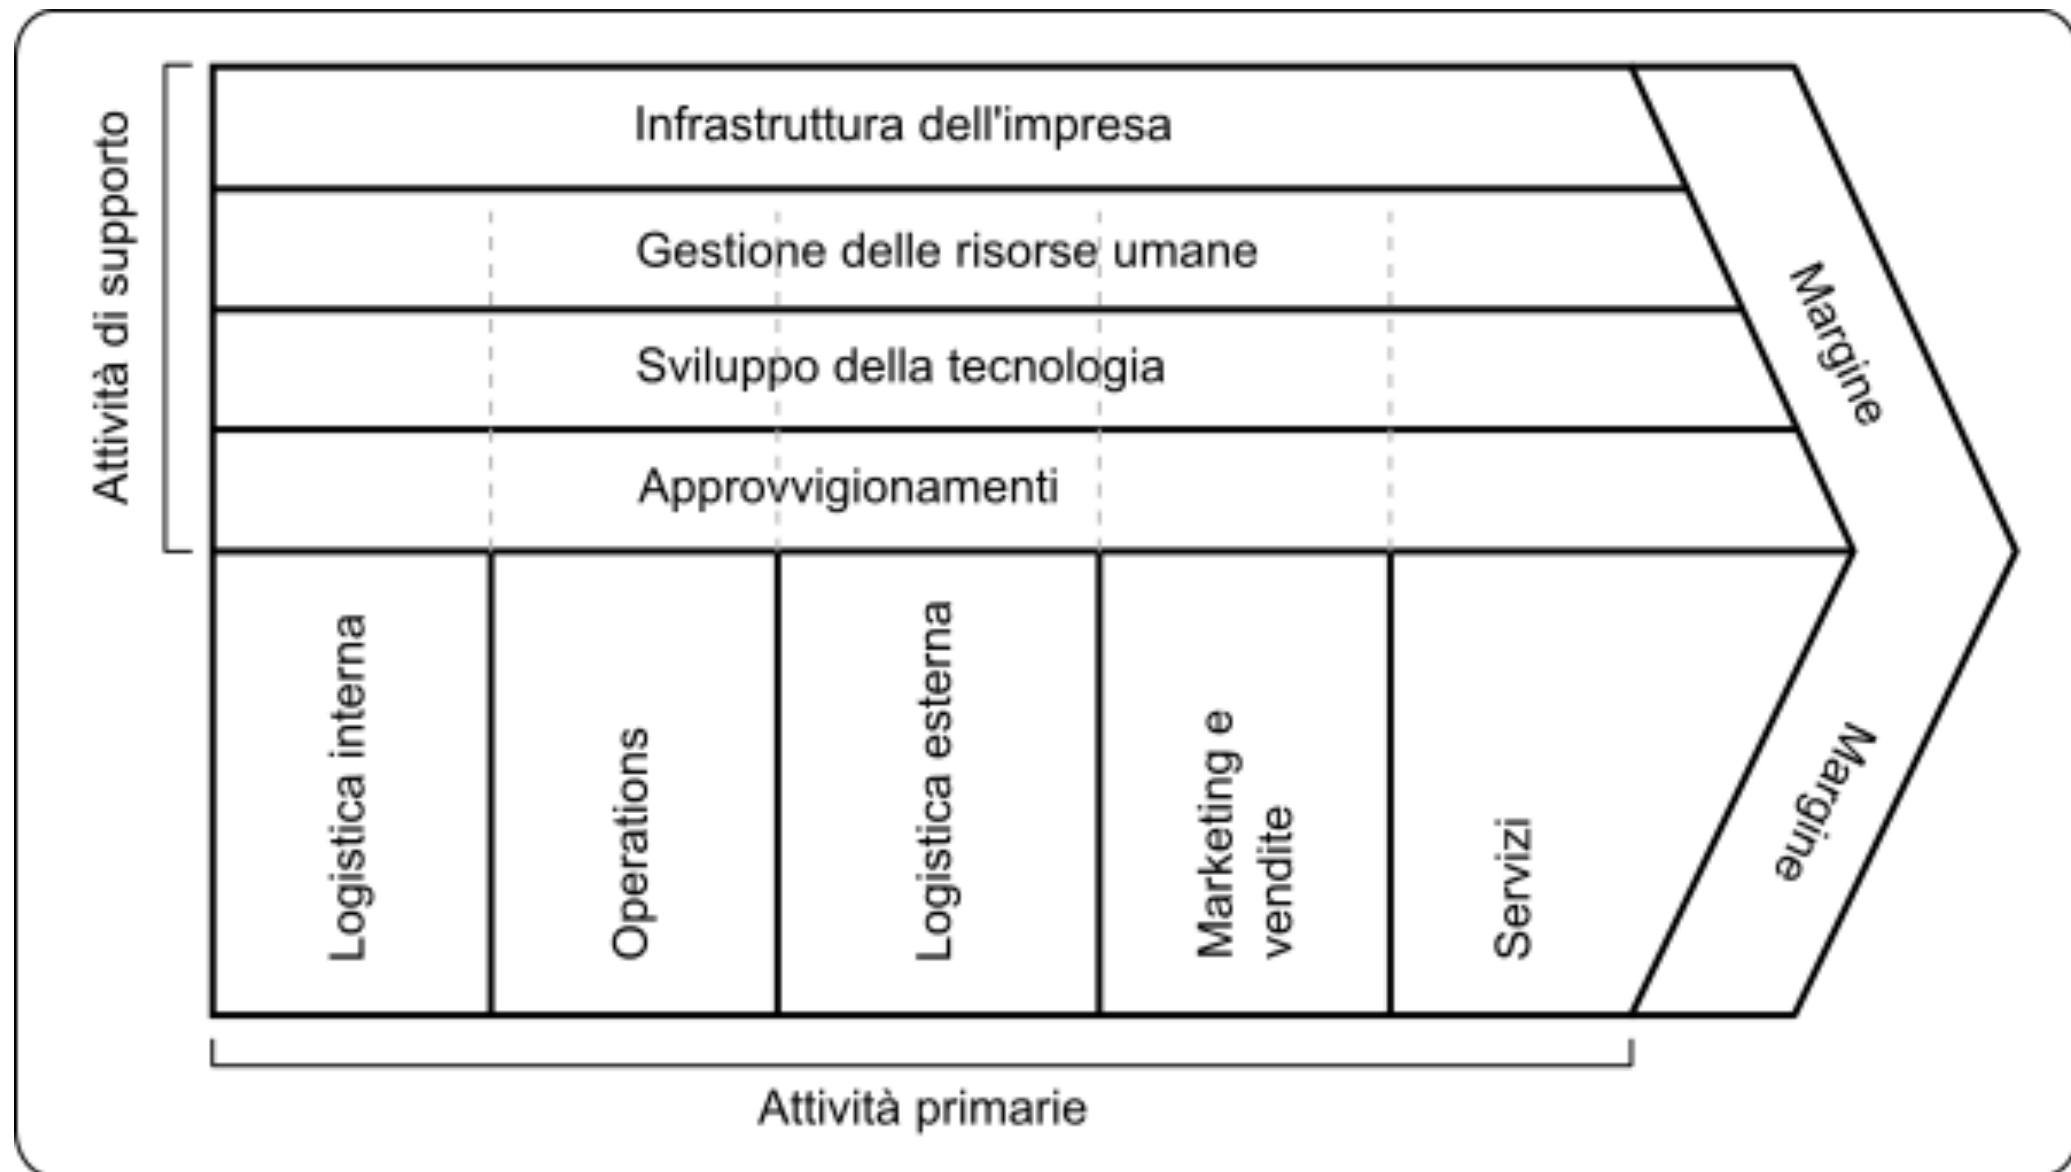 Attività di supporto
Infrastruttura dell'impresa
Gestione delle risorse umane
Sviluppo della tecnologia
Approvvigionamenti
Margine
Logistica interna
Operations
Logistica esterna
Marketing e
vendite
Servizi
Margine
Attività primarie